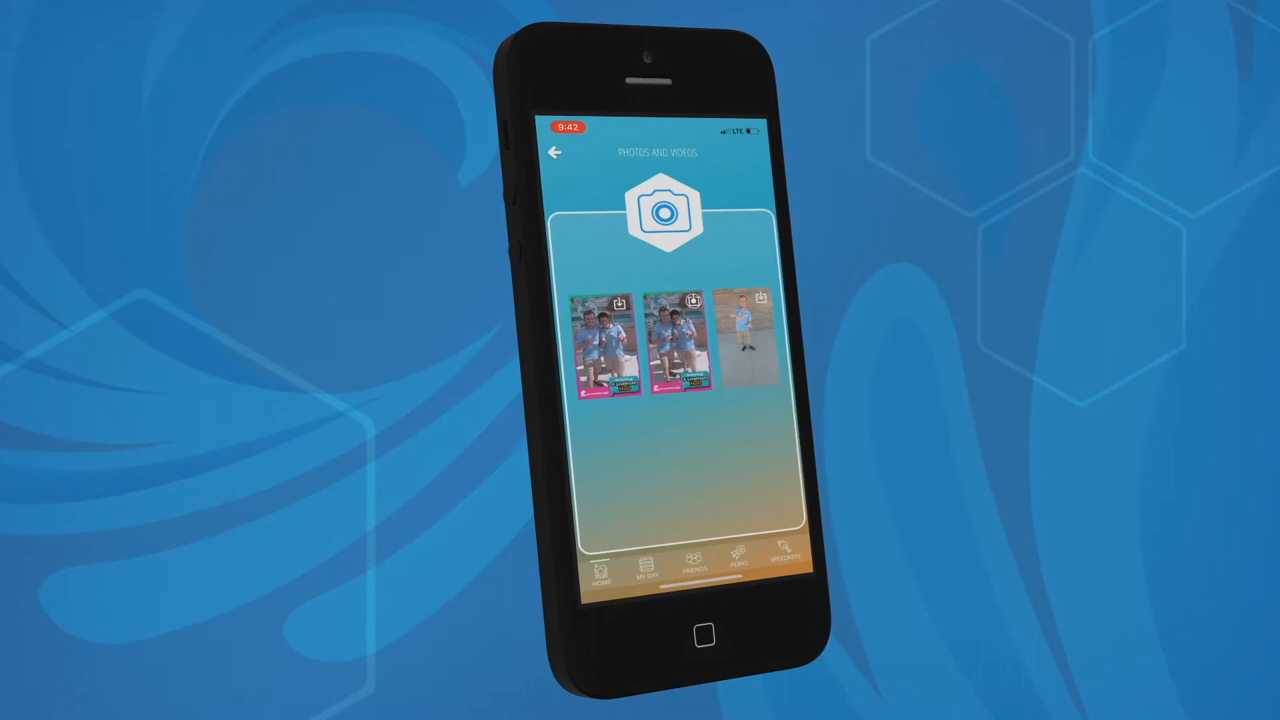 9:42
LTE
PHOTOS AND VIDEOS
HOME
MY DAY
FRIENDS
PERKS
SPEEDKEYS